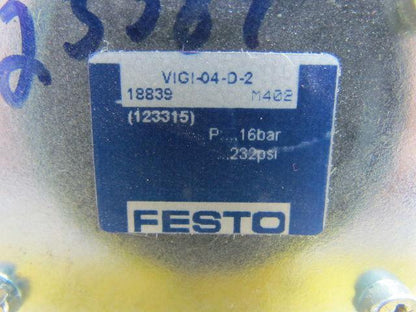 VIGI-04-D-2
18839 M402
(123315)
P....16bar
...232psi
FESTO